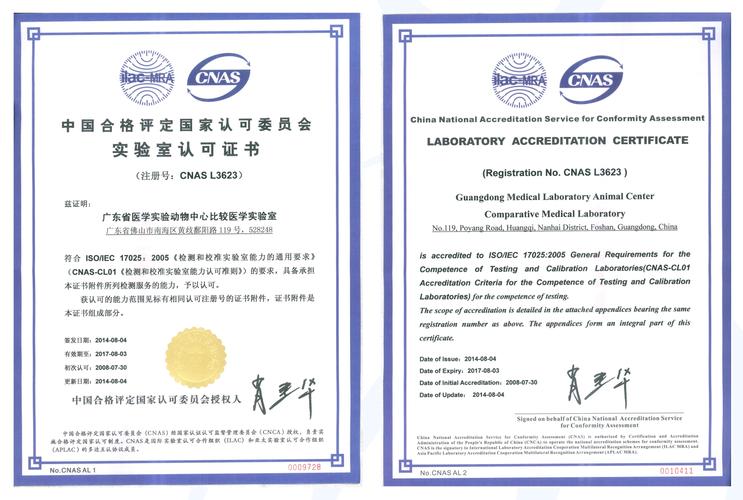 ilac-MRA
CNAS
中国合格评定国家认可委员会
实验室认可证书
（注册号：CNAS L3623）
兹证明：
广东省医学实验动物中心比较医学实验室
广东省佛山市南海区黄歧鄱阳路 119 号，528248
符合 ISO/IEC 17025：2005《检测和校准实验室能力的通用要求》
（CNAS-CL01《检测和校准实验室能力认可准则》）的要求，具备承担
本证书附件所列检测服务的能力，予以认可。
获认可的能力范围见标有相同认可注册号的证书附件，证书附件是
本证书组成部分。
签发日期：2014-08-04
有效期至：2017-08-03
初次认可：2008-07-30
更新日期：2014-08-04
中国合格评定国家认可委员会授权人
中国合格评定国家认可委员会（CNAS）经国家认证认可监督管理委员会（CNCA）授权，负责实
施合格评定国家认可制度。CNAS是国际实验室认可合作组织（ILAC）和亚太实验室认可合作组织
（APLAC）的多边互认协议成员。
No.CNAS AL 1
0009728
ilac-MRA
CNAS
China National Accreditation Service for Conformity Assessment
LABORATORY ACCREDITATION CERTIFICATE
(Registration No. CNAS L3623 )
Guangdong Medical Laboratory Animal Center
Comparative Medical Laboratory
No.119, Poyang Road, Huangqi, Nanhai District, Foshan, Guangdong, China
is accredited to ISO/IEC 17025:2005 General Requirements for the
Competence of Testing and Calibration Laboratories(CNAS-CL01
Accreditation Criteria for the Competence of Testing and Calibration
Laboratories) for the competence of testing.
The scope of accreditation is detailed in the attached appendices bearing the same
registration number as above. The appendices form an integral part of this
certificate.
Date of Issue: 2014-08-04
Date of Expiry: 2017-08-03
Date of Initial Accreditation: 2008-07-30
Date of Update: 2014-08-04
Signed on behalf of China National Accreditation Service
for Conformity Assessment
China National Accreditation Service for Conformity Assessment (CNAS) is authorized by Certification and Accreditation
Administration of the People's Republic of China (CNCA) to operate the national accreditation schemes for conformity assessment.
CNAS is the signatory to International Laboratory Accreditation Cooperation Multilateral Recognition Arrangement (ILAC MRA) and
Asia Pacific Laboratory Accreditation Cooperation Multilateral Recognition Arrangement (APLAC MRA).
No.CNAS AL 2
0010411